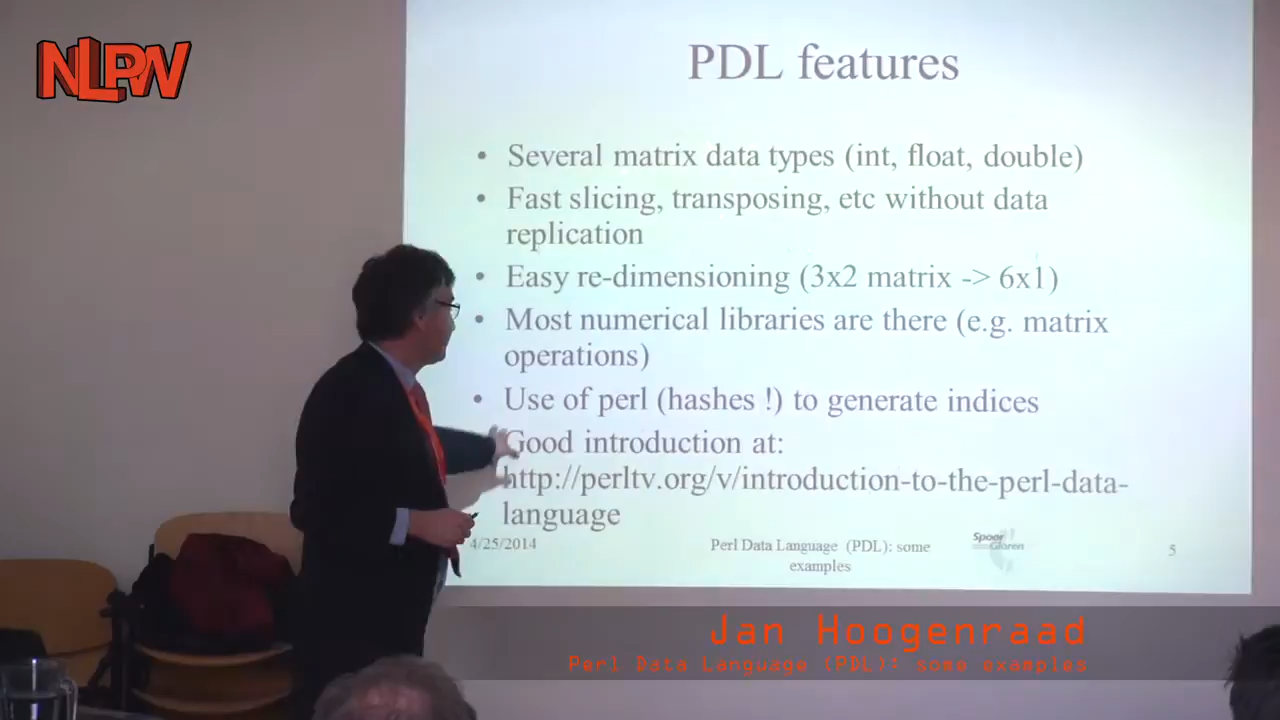 NLPW
PDL features
• Several matrix data types (int, float, double)
• Fast slicing, transposing, etc without data
replication
• Easy re-dimensioning (3x2 matrix -> 6x1)
• Most numerical libraries are there (e.g. matrix
operations)
• Use of perl (hashes !) to generate indices
Good introduction at:
http://perltv.org/v/introduction-to-the-perl-data-
language
4/25/2014
Perl Data Language (PDL): some
examples
Spoor
Gloren
5
Jan Hoogenraad
Perl Data Language (PDL): some examples